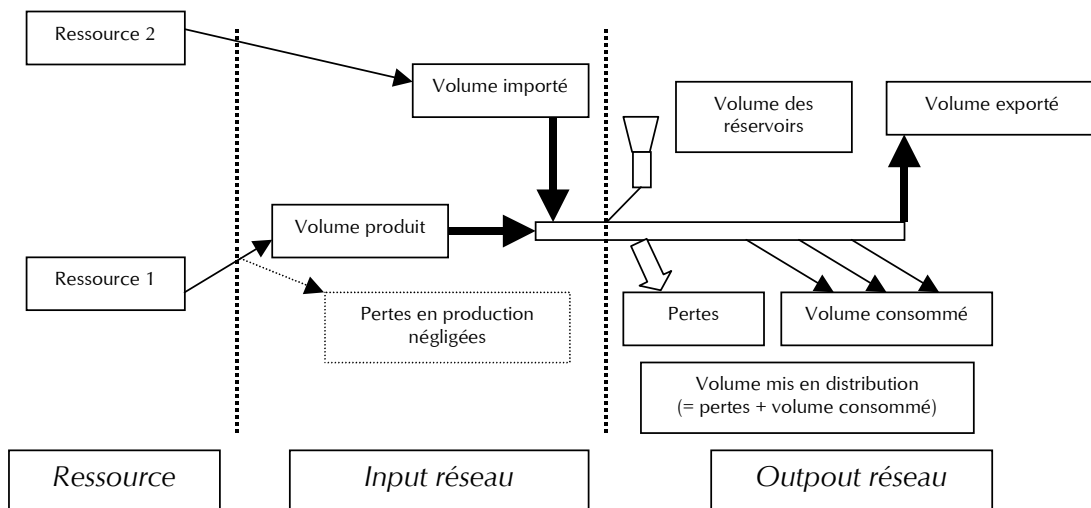 Ressource 2
Volume importé
Volume des
réservoirs
Volume exporté
Volume produit
Ressource 1
Pertes en production
négligées
Pertes
Volume consommé
Volume mis en distribution
(= pertes + volume consommé)
Ressource
Input réseau
Outpout réseau